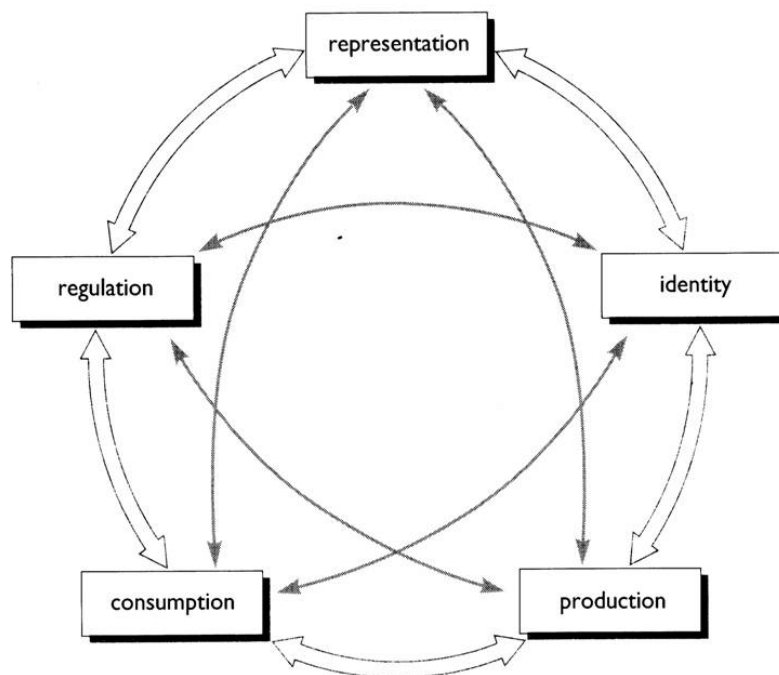 representation
regulation
identity
consumption
production